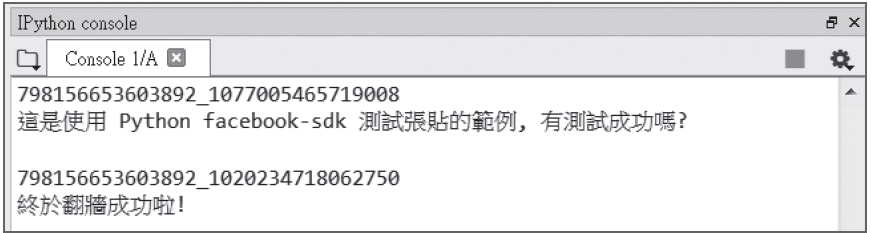 IPython console
Console 1/A
798156653603892_1077005465719008
這是使用 Python facebook-sdk 測試張貼的範例, 有測試成功嗎?
798156653603892_1020234718062750
終於翻牆成功啦!